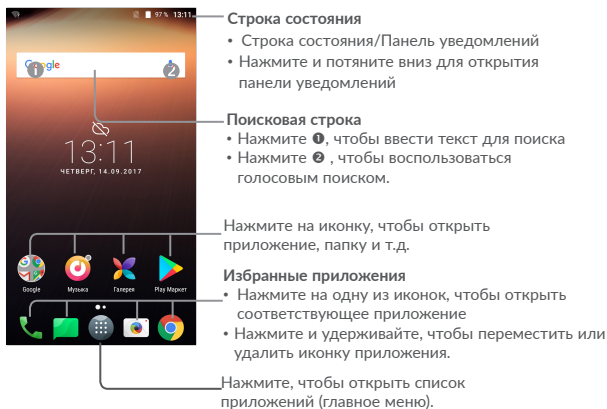 97 % 13:11
Google
❶ ❷
13:11
ЧЕТВЕРГ, 14.09.2017
Google Музыка Галерея Play Маркет
Строка состояния
• Строка состояния/Панель уведомлений
• Нажмите и потяните вниз для открытия
панели уведомлений
Поисковая строка
• Нажмите ❶, чтобы ввести текст для поиска
• Нажмите ❷ , чтобы воспользоваться
голосовым поиском.
Нажмите на иконку, чтобы открыть
приложение, папку и т.д.
Избранные приложения
• Нажмите на одну из иконок, чтобы открыть
соответствующее приложение
• Нажмите и удерживайте, чтобы переместить или
удалить иконку приложения.
Нажмите, чтобы открыть список
приложений (главное меню).